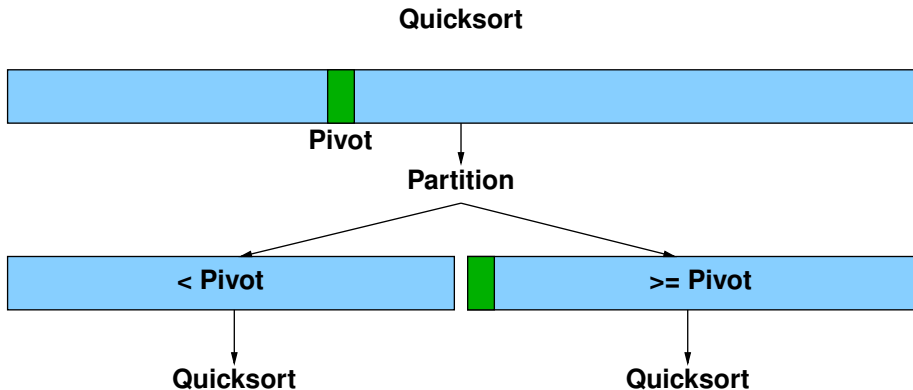 Quicksort
Pivot
Partition
< Pivot
>= Pivot
Quicksort
Quicksort